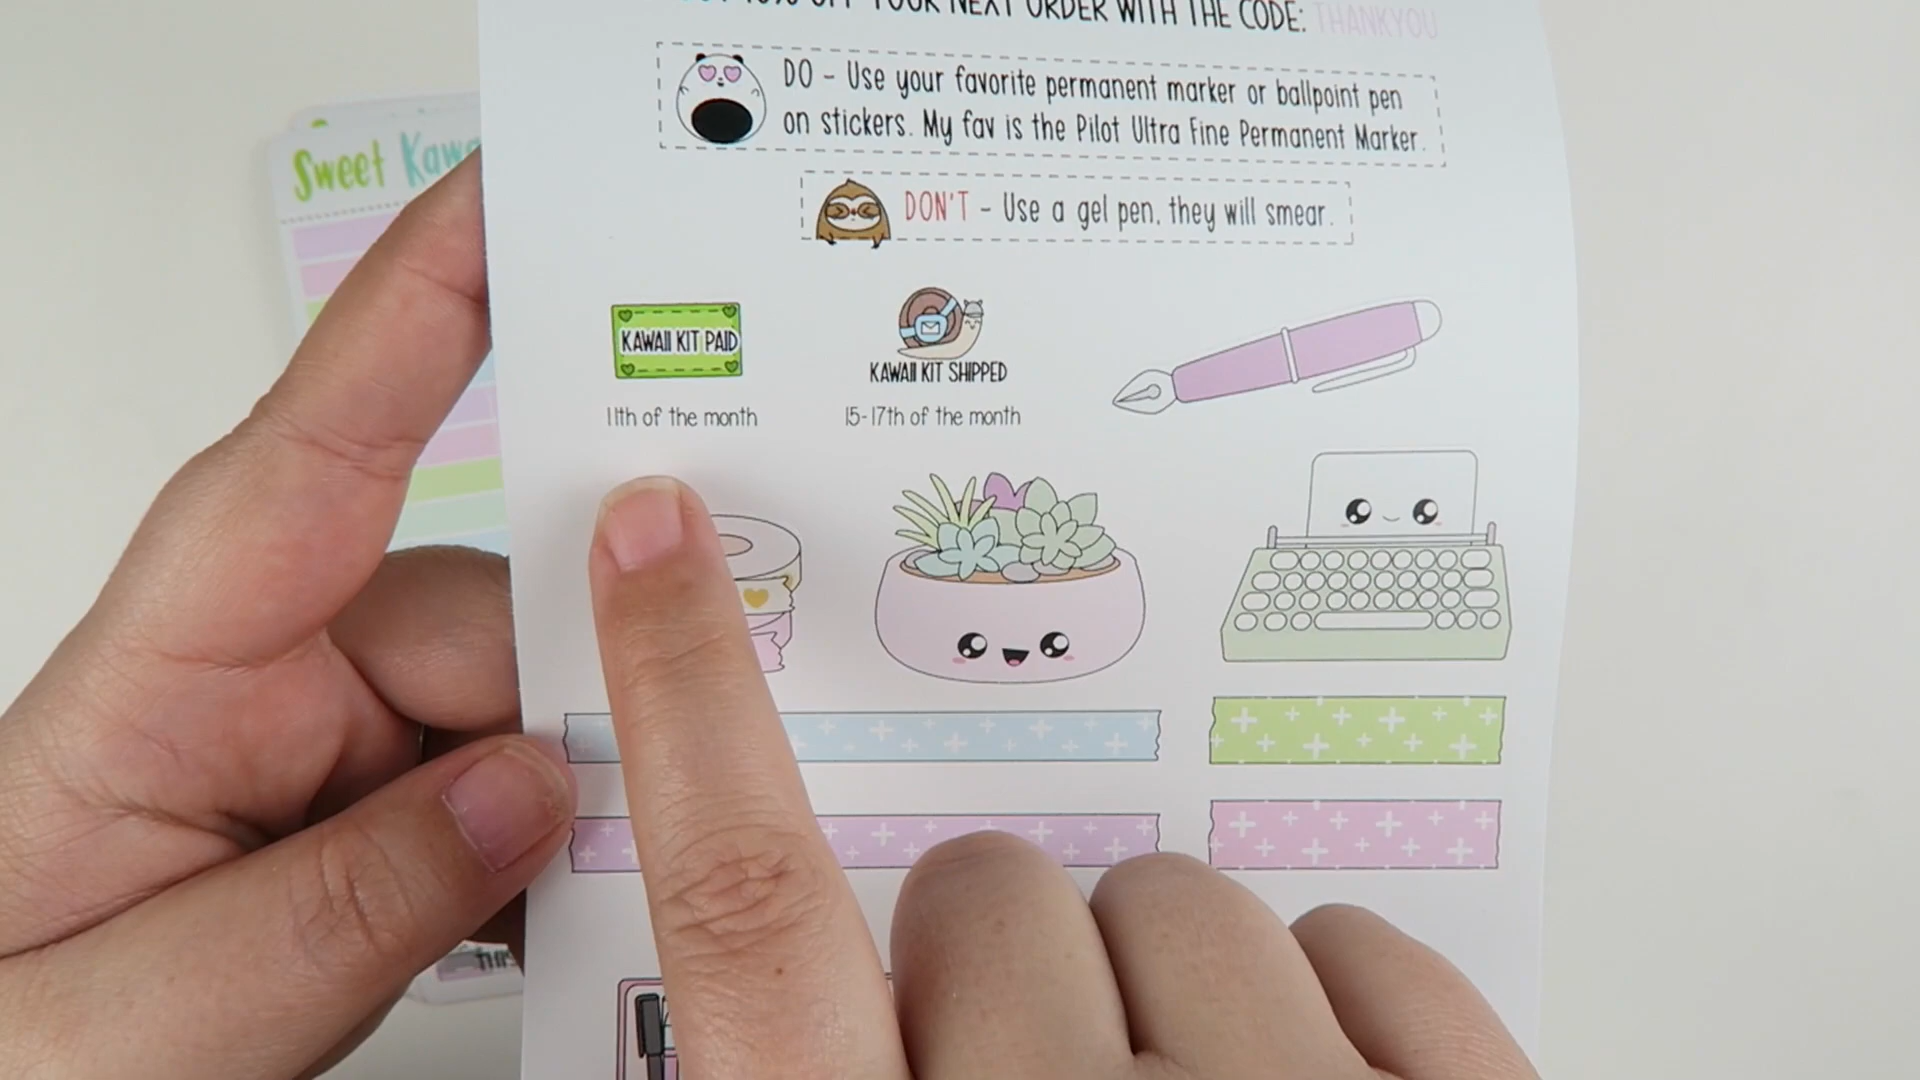 10% OFF YOUR NEXT ORDER WITH THE CODE: THANKYOU
DO - Use your favorite permanent marker or ballpoint pen
on stickers. My fav is the Pilot Ultra Fine Permanent Marker.
DON'T - Use a gel pen, they will smear.
Sweet
KAWAII KIT PAID
KAWAII KIT SHIPPED
11th of the month
15-17th of the month